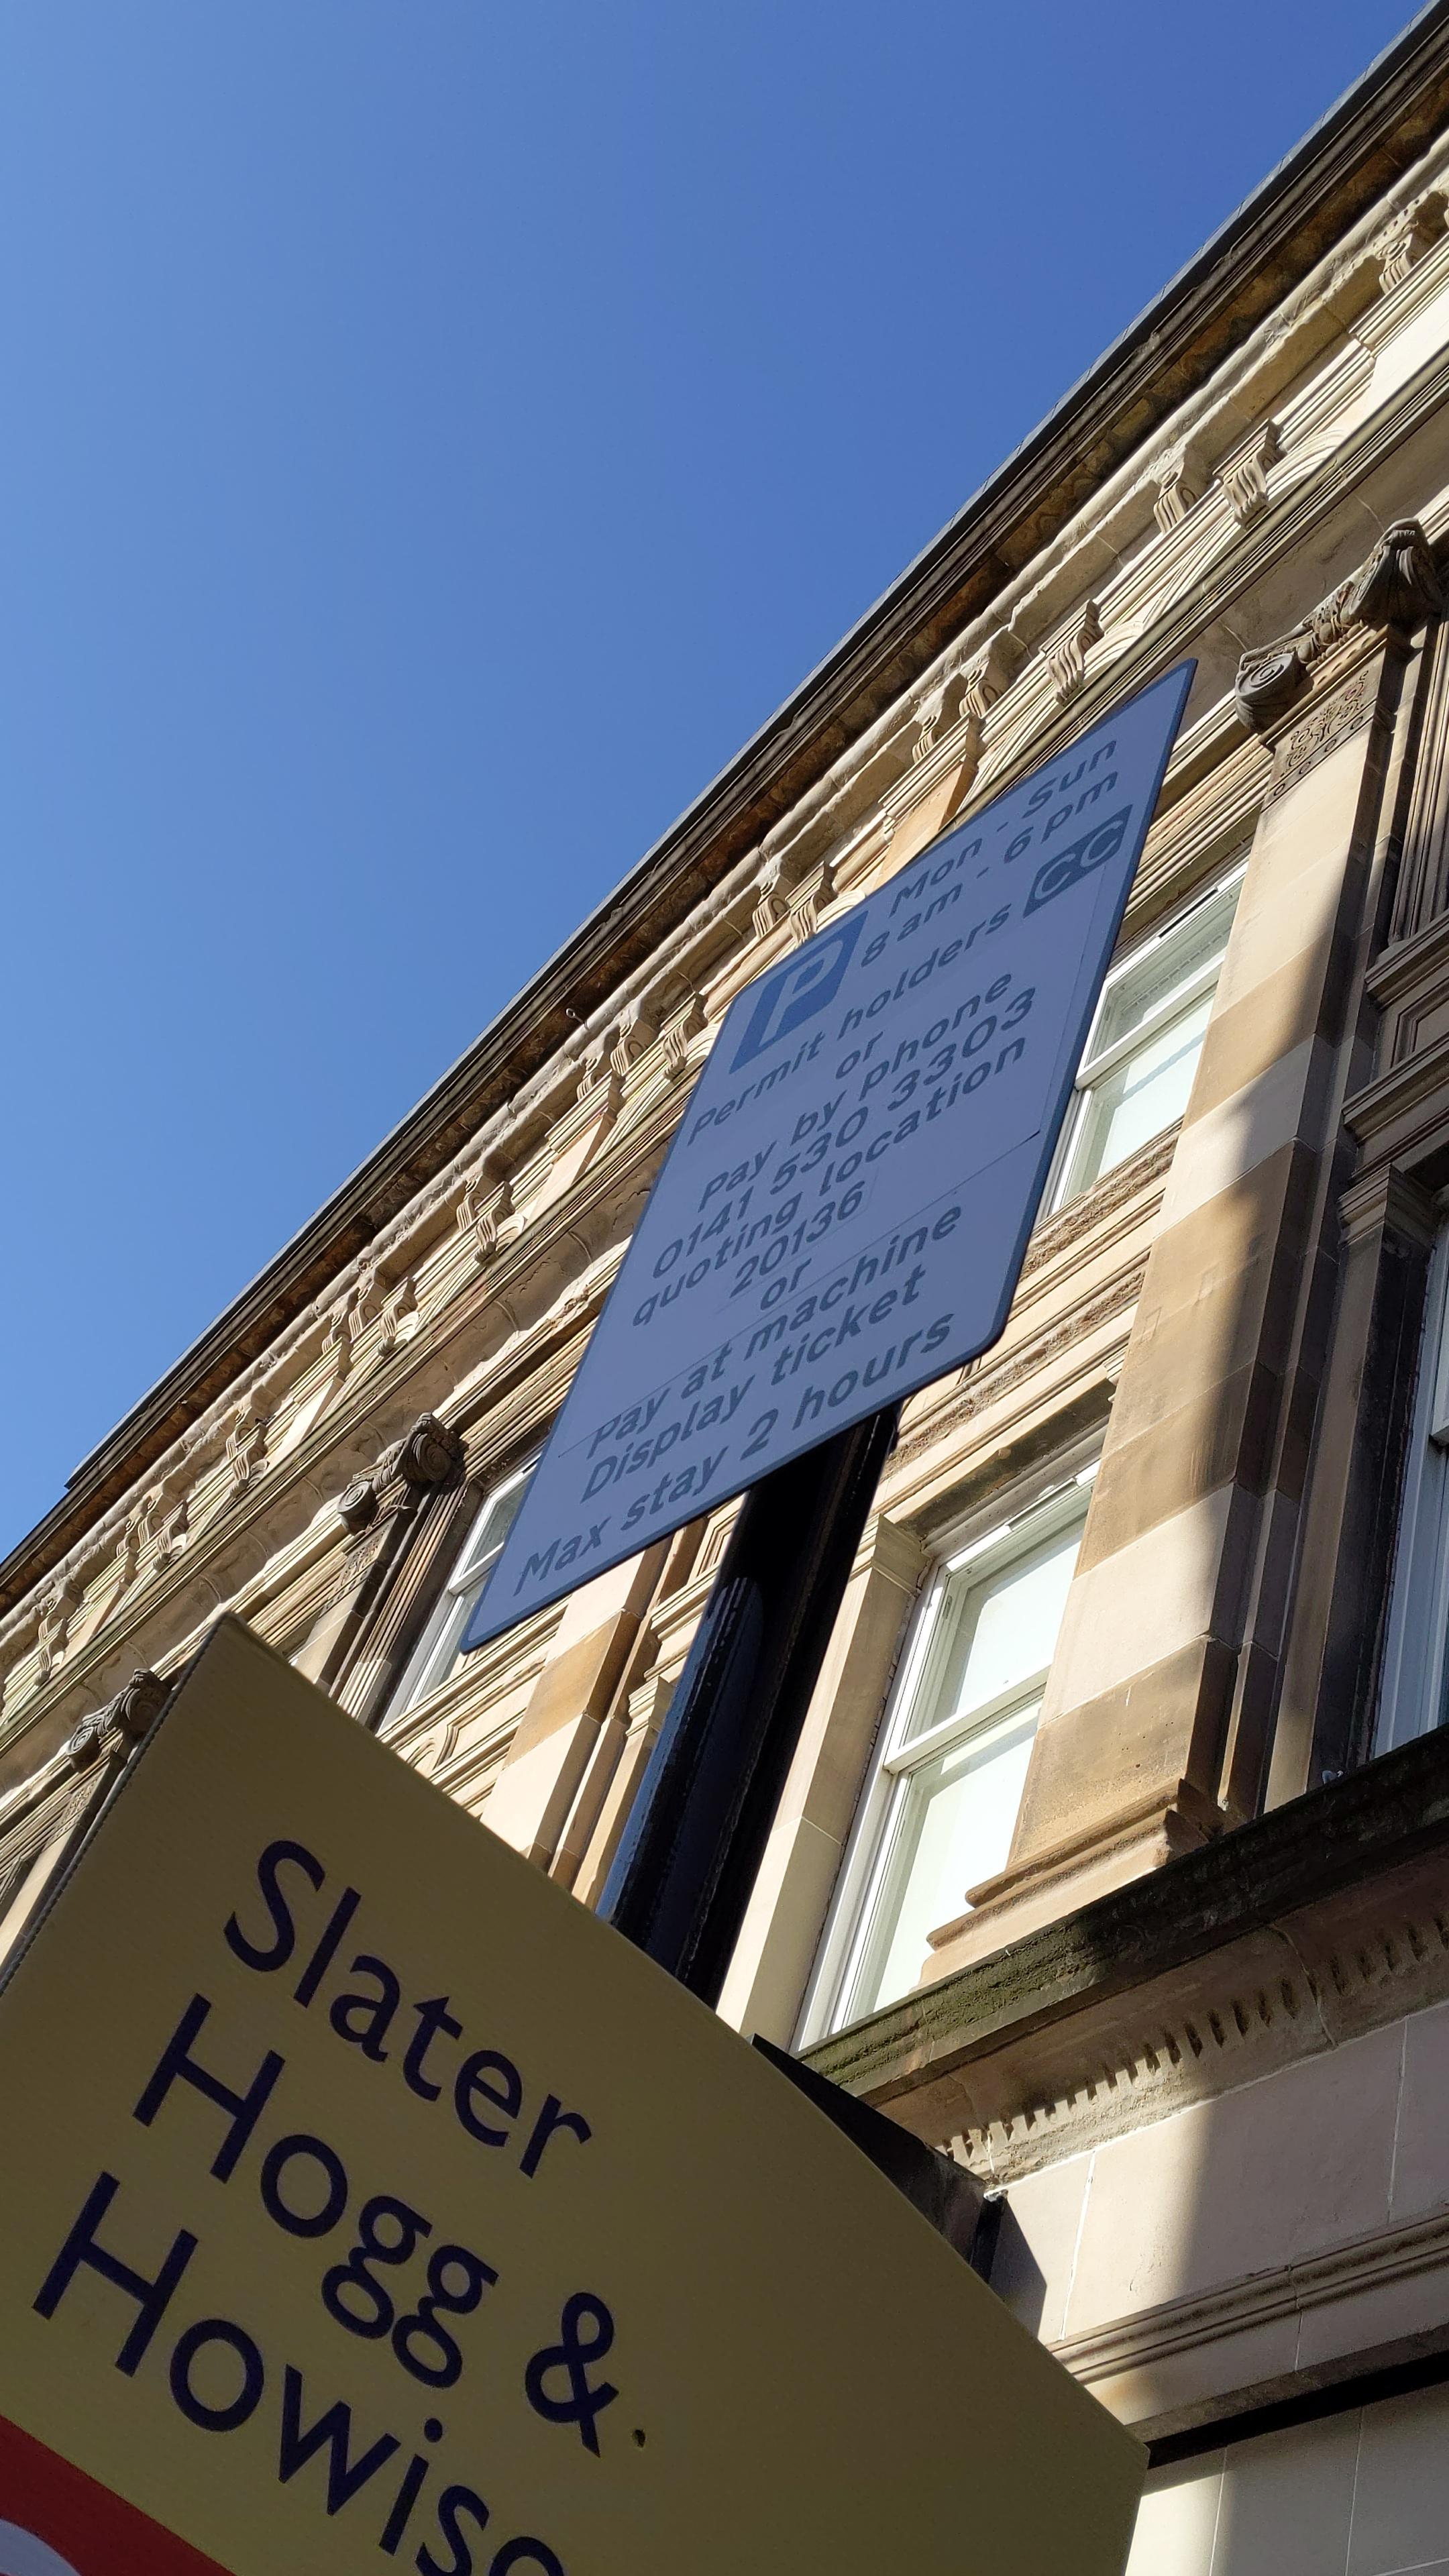 P
Mon - Sun
8 am - 6 pm
Permit holders CC
or
Pay by phone
0141 530 3303
quoting location
20136
or
Pay at machine
Display ticket
Max stay 2 hours
Slater
Hogg &
Howiso